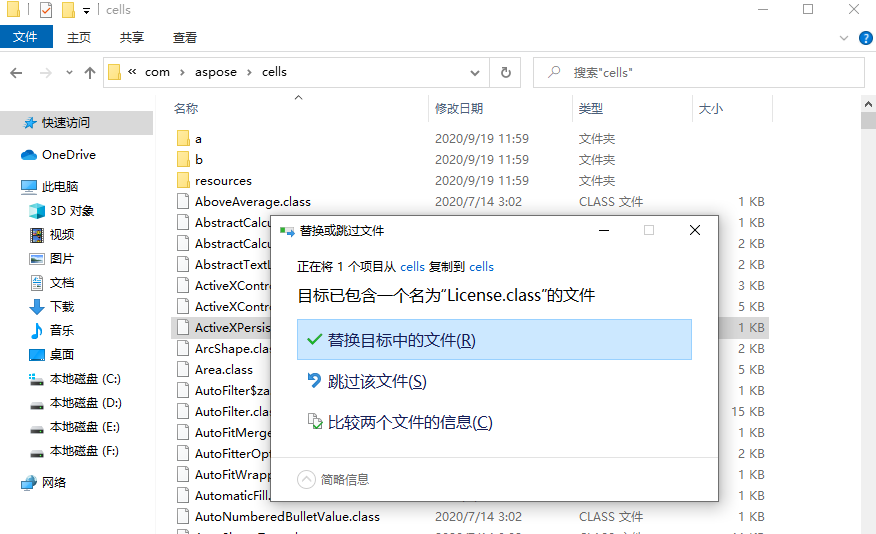 cells
文件 主页 共享 查看
« com › aspose › cells 搜索"cells"
名称 修改日期 类型 大小
快速访问
OneDrive
此电脑
3D 对象
视频
图片
文档
下载
音乐
桌面
本地磁盘 (C:)
本地磁盘 (D:)
本地磁盘 (E:)
本地磁盘 (F:)
网络
a 2020/9/19 11:59 文件夹
b 2020/9/19 11:59 文件夹
resources 2020/9/19 11:59 文件夹
AboveAverage.class 2020/7/14 3:02 CLASS 文件 1 KB
AbstractCalcu 1 KB
AbstractCalcu 2 KB
AbstractTextL 2 KB
ActiveXContro 3 KB
ActiveXContro 5 KB
ActiveXPersis 1 KB
ArcShape.clas 2 KB
Area.class 5 KB
AutoFilter$za 1 KB
AutoFilter.clas 15 KB
AutoFitMerge 1 KB
AutoFitterOpt 2 KB
AutoFitWrapp 1 KB
AutomaticFill. 1 KB
AutoNumberedBulletValue.class 2020/7/14 3:02 CLASS 文件 1 KB
替换或跳过文件
正在将 1 个项目从 cells 复制到 cells
目标已包含一个名为“License.class”的文件
替换目标中的文件(R)
跳过该文件(S)
比较两个文件的信息(C)
简略信息